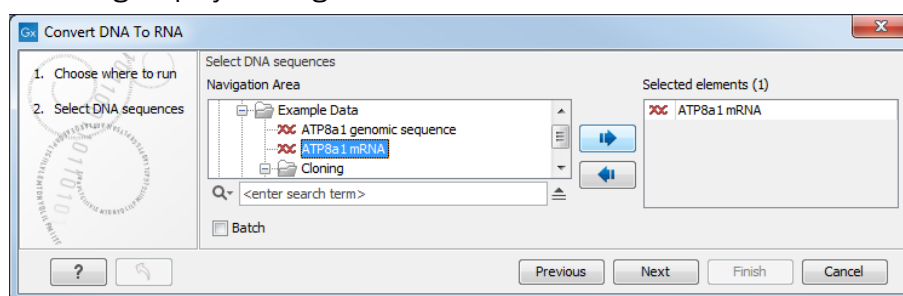 Gx Convert DNA To RNA
1. Choose where to run
2. Select DNA sequences
Select DNA sequences
Navigation Area
Example Data
ATP8a1 genomic sequence
ATP8a1 mRNA
Cloning
<enter search term>
Batch
Selected elements (1)
ATP8a1 mRNA
?
Previous
Next
Finish
Cancel